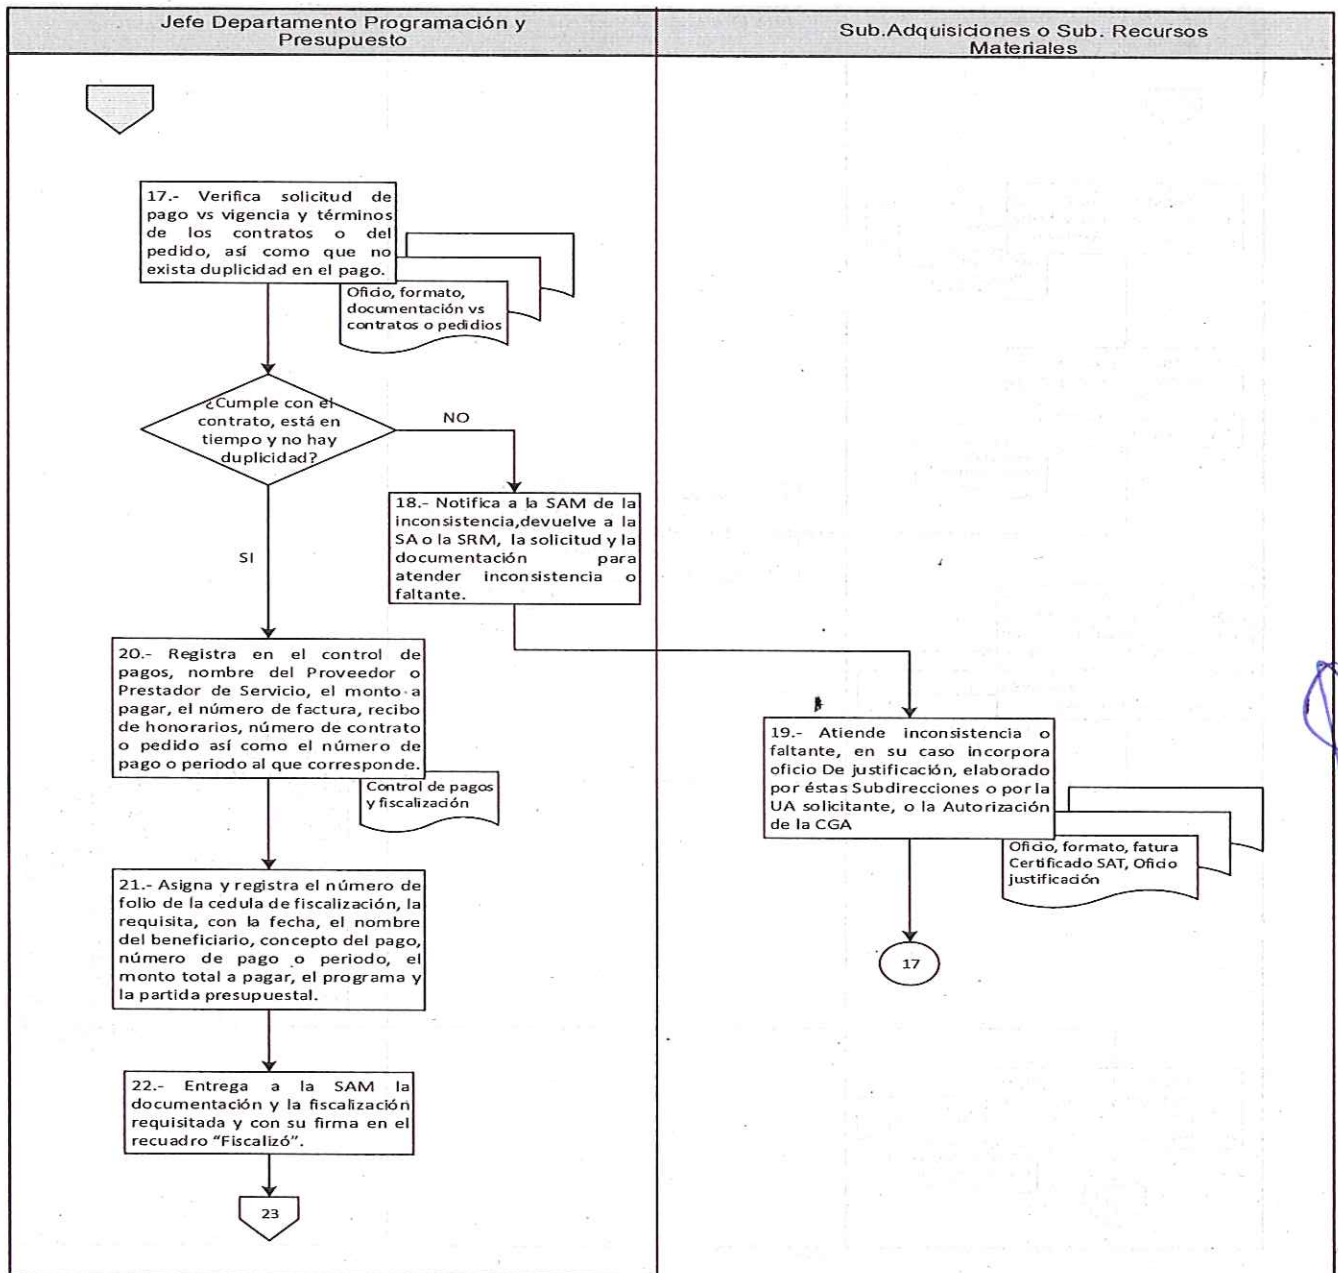 Jefe Departamento Programación y
Presupuesto
Sub.Adquisiciones o Sub. Recursos
Materiales
17.- Verifica solicitud de
pago vs vigencia y términos
de los contratos o del
pedido, así como que no
exista duplicidad en el pago.
Oficio, formato,
documentación vs
contratos o pedidios
¿Cumple con el
contrato, está en
tiempo y no hay
duplicidad?
NO
SI
18.- Notifica a la SAM de la
inconsistencia,devuelve a la
SA o la SRM, la solicitud y la
documentación para
atender inconsistencia o
faltante.
20.- Registra en el control de
pagos, nombre del Proveedor o
Prestador de Servicio, el monto a
pagar, el número de factura, recibo
de honorarios, número de contrato
o pedido así como el número de
pago o periodo al que corresponde.
Control de pagos
y fiscalización
19.- Atiende inconsistencia o
faltante, en su caso incorpora
oficio De justificación, elaborado
por éstas Subdirecciones o por la
UA solicitante, o la Autorización
de la CGA
Oficio, formato, fatura
Certificado SAT, Oficio
justificación
17
21.- Asigna y registra el número de
folio de la cedula de fiscalización, la
requisita, con la fecha, el nombre
del beneficiario, concepto del pago,
número de pago o periodo, el
monto total a pagar, el programa y
la partida presupuestal.
22.- Entrega a la SAM la
documentación y la fiscalización
requisitada y con su firma en el
recuadro “Fiscalizó”.
23